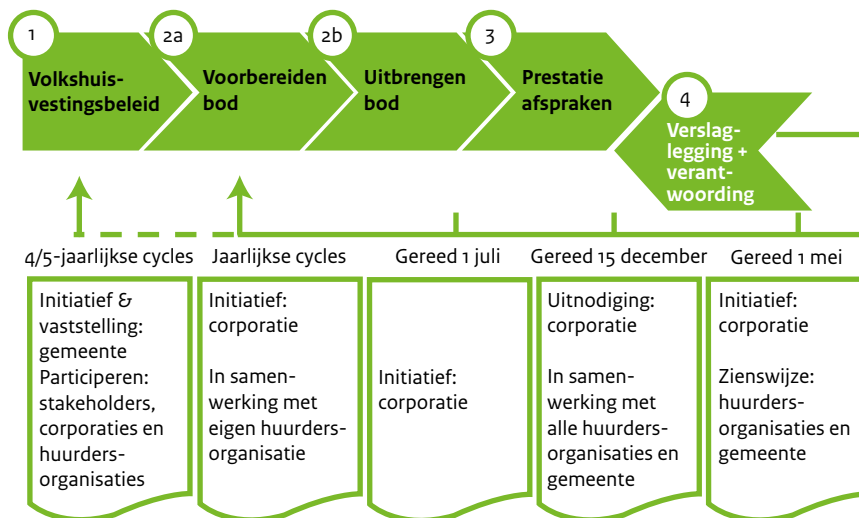 1
Volkshuis-
vestingsbeleid
2a
Voorbereiden
bod
2b
Uitbrengen
bod
3
Prestatie
afspraken
4
Verslag-
legging +
verant-
woording
4/5-jaarlijkse cycles
Initiatief &
vaststelling:
gemeente
Participeren:
stakeholders,
corporaties en
huurders-
organisaties
Jaarlijkse cycles
Initiatief:
corporatie
In samen-
werking met
eigen huurders-
organisatie
Gereed 1 juli
Initiatief:
corporatie
Gereed 15 december
Uitnodiging:
corporatie
In samen-
werking met
alle huurders-
organisaties en
gemeente
Gereed 1 mei
Initiatief:
corporatie
Zienswijze:
huurders-
organisaties en
gemeente